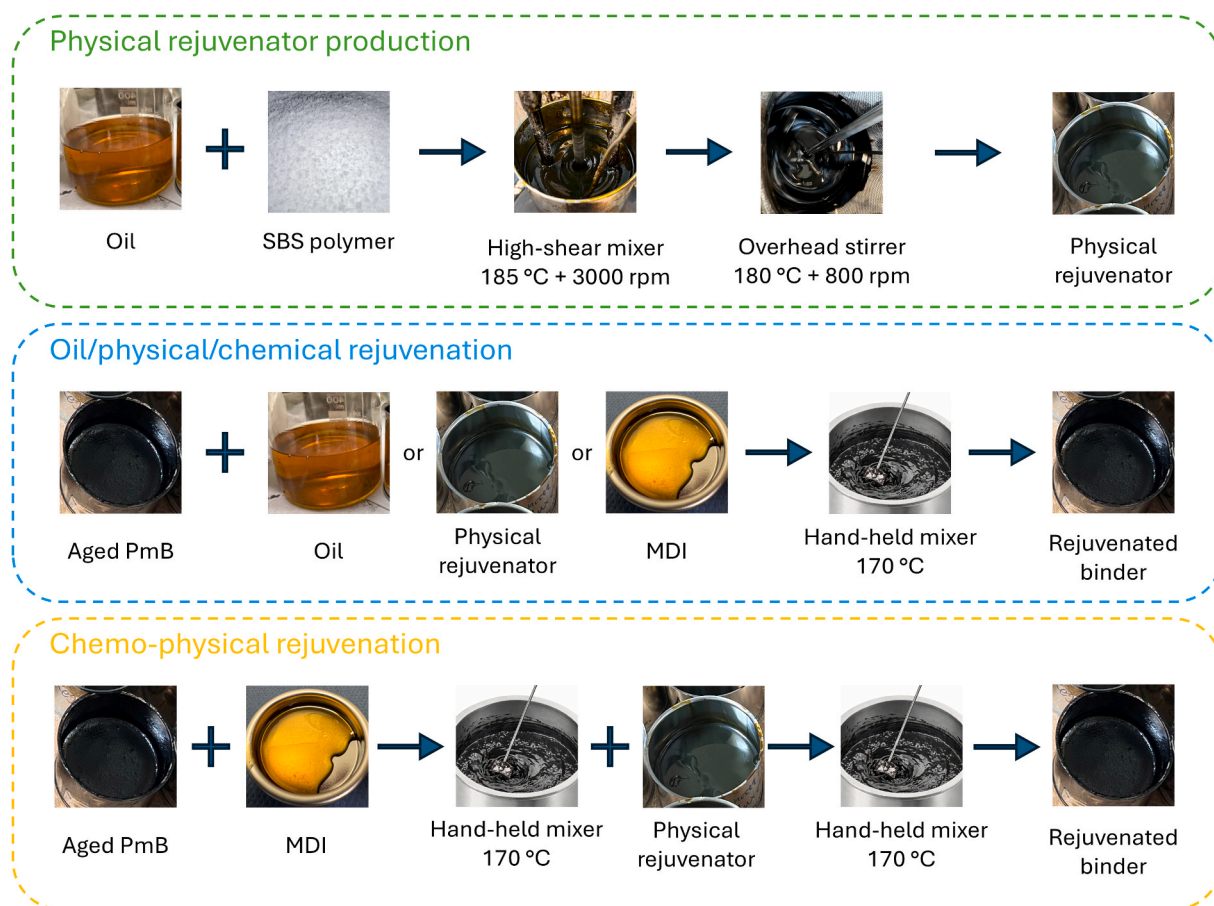 Physical rejuvenator production
Oil
SBS polymer
High-shear mixer
185 °C + 3000 rpm
Overhead stirrer
180 °C + 800 rpm
Physical
rejuvenator
Oil/physical/chemical rejuvenation
or
or
Aged PmB
Oil
Physical
rejuvenator
MDI
Hand-held mixer
170 °C
Rejuvenated
binder
Chemo-physical rejuvenation
Aged PmB
MDI
Hand-held mixer
170 °C
Physical
rejuvenator
Hand-held mixer
170 °C
Rejuvenated
binder